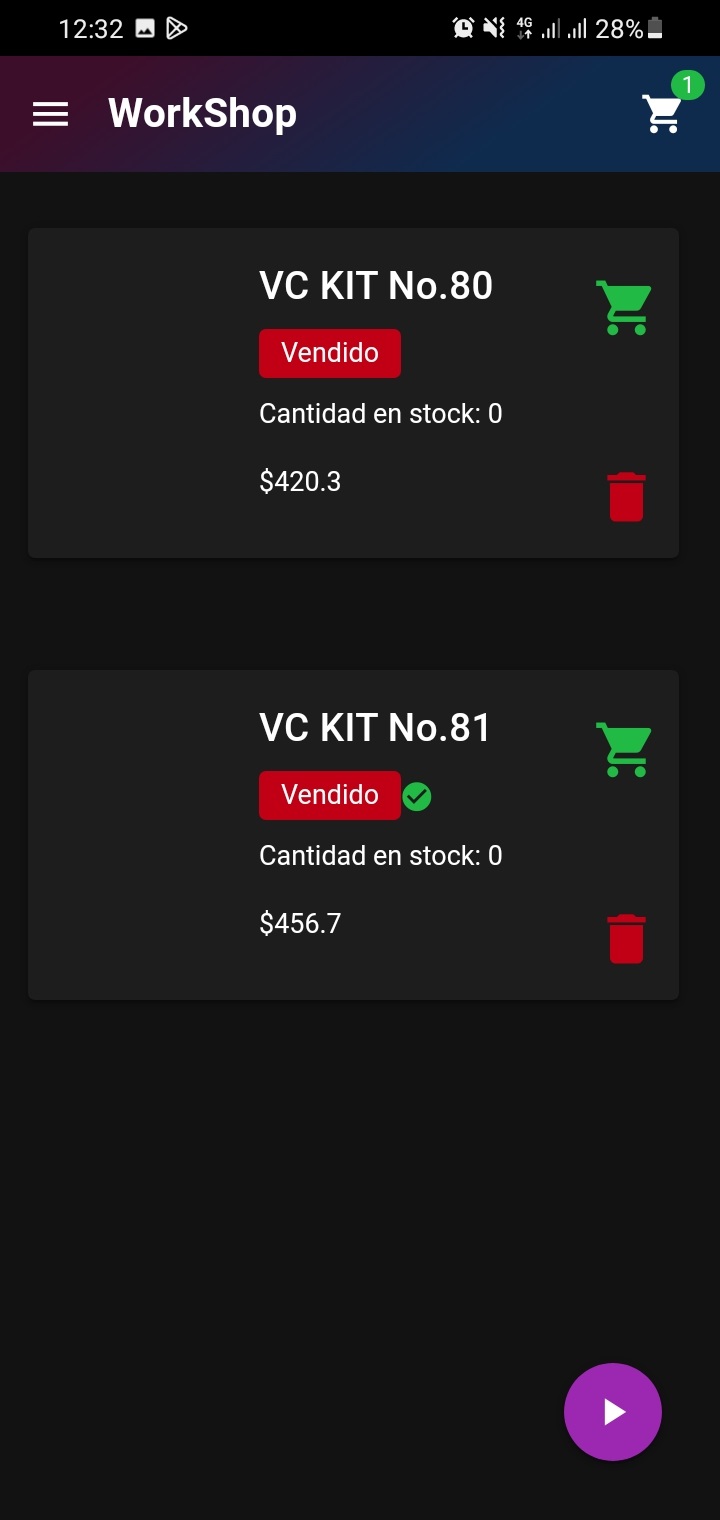 12:32 4G 28%
WorkShop 1
VC KIT No.80
Vendido
Cantidad en stock: 0
$420.3
VC KIT No.81
Vendido
Cantidad en stock: 0
$456.7